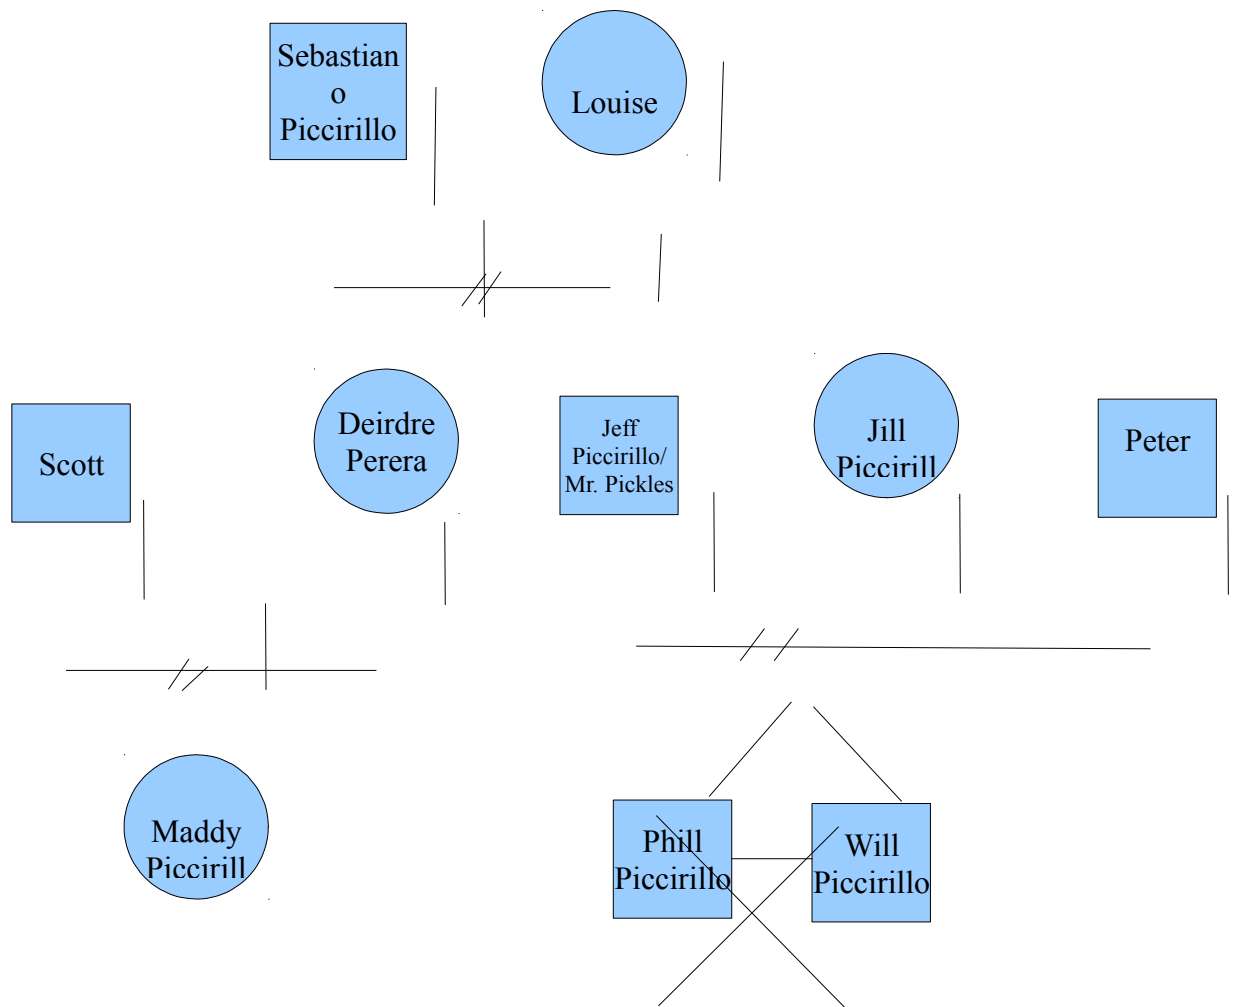 Sebastian
o
Piccirillo
Louise
Scott
Deirdre
Perera
Jeff
Piccirillo/
Mr. Pickles
Jill
Piccirill
Peter
Maddy
Piccirill
Phill
Piccirillo
Will
Piccirillo